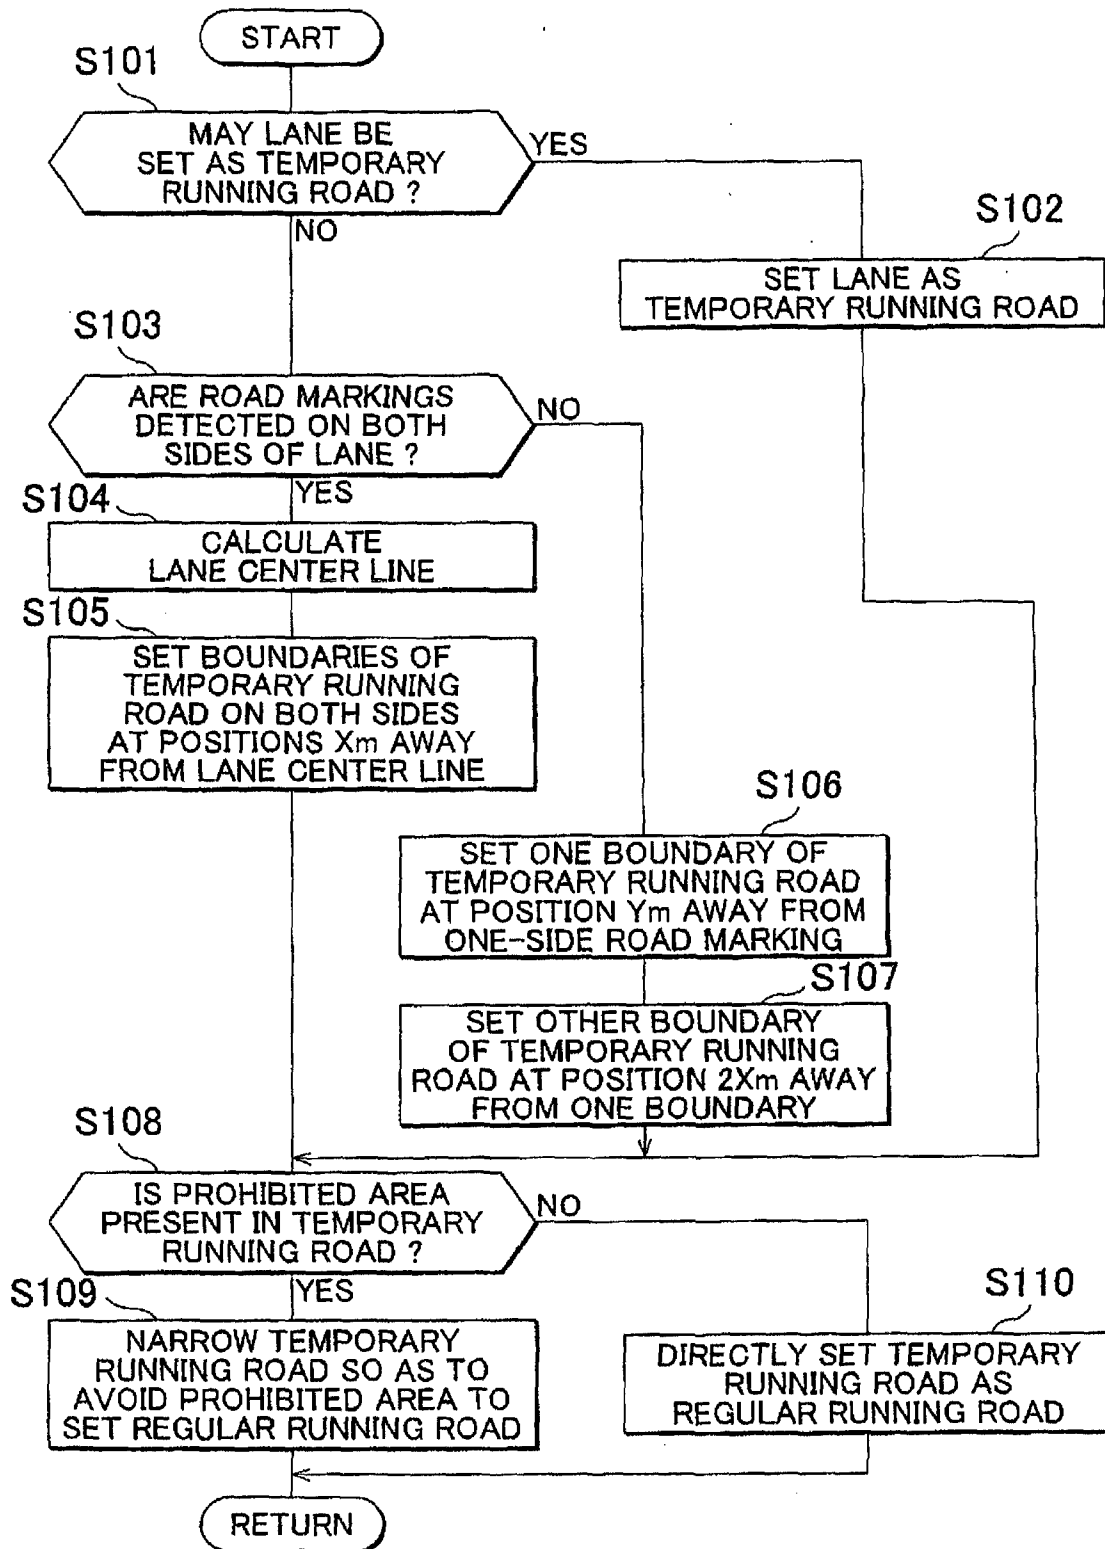 START
S101
MAY LANE BE
SET AS TEMPORARY
RUNNING ROAD ?
YES
NO
S102
SET LANE AS
TEMPORARY RUNNING ROAD
S103
ARE ROAD MARKINGS
DETECTED ON BOTH
SIDES OF LANE ?
NO
YES
S104
CALCULATE
LANE CENTER LINE
S105
SET BOUNDARIES OF
TEMPORARY RUNNING
ROAD ON BOTH SIDES
AT POSITIONS Xm AWAY
FROM LANE CENTER LINE
S106
SET ONE BOUNDARY OF
TEMPORARY RUNNING ROAD
AT POSITION Ym AWAY FROM
ONE-SIDE ROAD MARKING
S107
SET OTHER BOUNDARY
OF TEMPORARY RUNNING
ROAD AT POSITION 2Xm AWAY
FROM ONE BOUNDARY
S108
IS PROHIBITED AREA
PRESENT IN TEMPORARY
RUNNING ROAD ?
NO
YES
S109
NARROW TEMPORARY
RUNNING ROAD SO AS TO
AVOID PROHIBITED AREA TO
SET REGULAR RUNNING ROAD
S110
DIRECTLY SET TEMPORARY
RUNNING ROAD AS
REGULAR RUNNING ROAD
RETURN